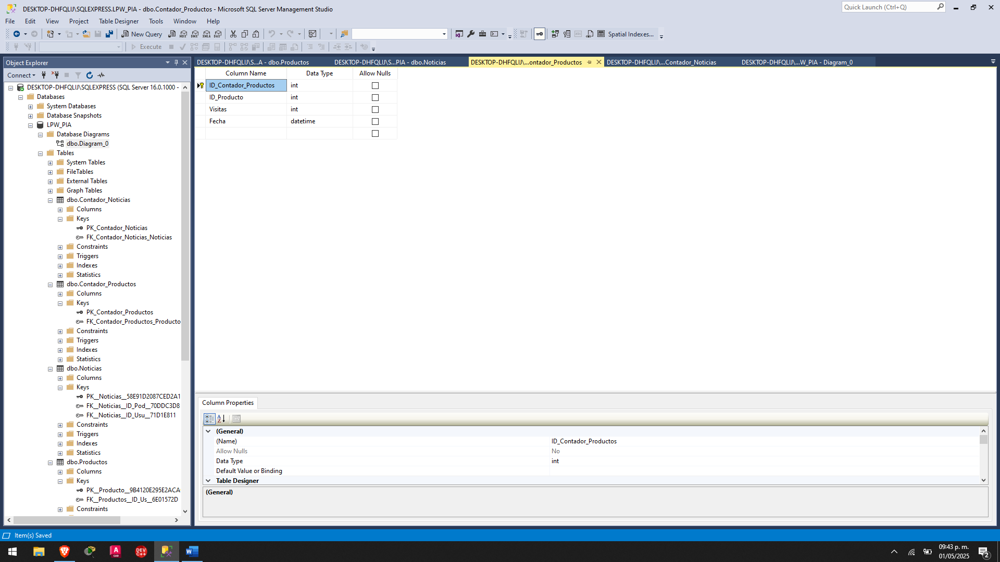 DESKTOP-DHFQLIJ\SQLEXPRESS.LPW_PIA - dbo.Contador_Productos - Microsoft SQL Server Management Studio
Quick Launch (Ctrl+Q)
File Edit View Project Table Designer Tools Window Help
New Query
MDX DMX XMLA DAX
Spatial Indexes...
Execute
Object Explorer
Connect
DESKTOP-DHFQLIJ\SQLEXPRESS (SQL Server 16.0.1000 -
Databases
System Databases
Database Snapshots
LPW_PIA
Database Diagrams
dbo.Diagram_0
Tables
System Tables
FileTables
External Tables
Graph Tables
dbo.Contador_Noticias
Columns
Keys
PK_Contador_Noticias
FK_Contador_Noticias_Noticias
Constraints
Triggers
Indexes
Statistics
dbo.Contador_Productos
Columns
Keys
PK_Contador_Productos
FK_Contador_Productos_Producto
Constraints
Triggers
Indexes
Statistics
dbo.Noticias
Columns
Keys
PK__Noticias__58E91D2087CED2A1
FK__Noticias__ID_Pod__70DDC3D8
FK__Noticias__ID_Usu__71D1E811
Constraints
Triggers
Indexes
Statistics
dbo.Productos
Columns
Keys
PK__Producto__9B4120E295E2ACA
FK__Productos__ID_Us__6E01572D
Constraints
DESKTOP-DHFQLIJ\S...A - dbo.Productos
DESKTOP-DHFQLIJ\S...PIA - dbo.Noticias
DESKTOP-DHFQLIJ\...ontador_Productos
DESKTOP-DHFQLIJ\...Contador_Noticias
DESKTOP-DHFQLIJ\...W_PIA - Diagram_0
Column Name Data Type Allow Nulls
ID_Contador_Productos int
ID_Producto int
Visitas int
Fecha datetime
Column Properties
(General)
(Name) ID_Contador_Productos
Allow Nulls No
Data Type int
Default Value or Binding
Table Designer
(General)
Item(s) Saved
A CAD
DEV C++
W
09:43 p. m.
01/05/2025
2